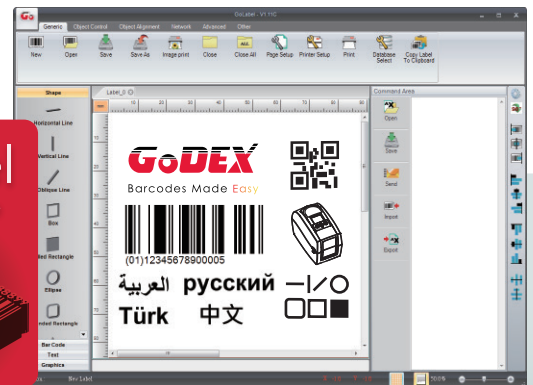 Go
GoLabel - V1.11C
Generic Object Control Object Alignment Network Advanced Other
New Open Save Save As Image print Close Close All Page Setup Printer Setup Print Database Select Copy Label To Clipboard
Shape
Label_0
Command Area
Horizontal Line
Vertical Line
Oblique Line
Box
Filled Rectangle
Ellipse
Rounded Rectangle
Bar Code
Text
Graphics
GoDEX
Barcodes Made Easy
(01)12345678900005
العربية русский
Türk 中文
Open
Save
Send
Import
Export
New Label